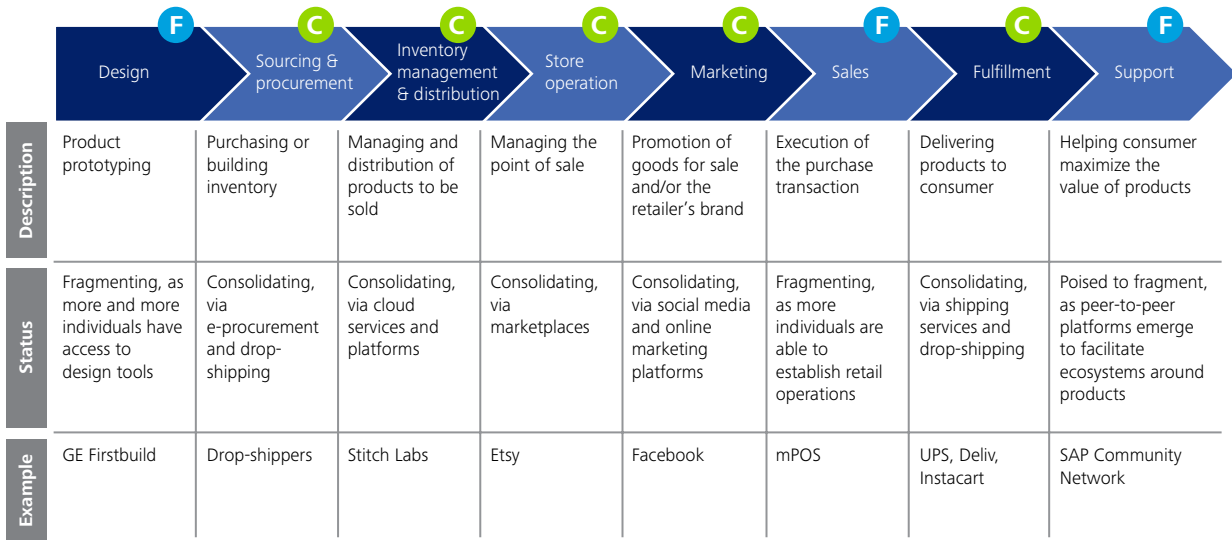 F
C
C
C
C
F
C
F
Design
Sourcing &
procurement
Inventory
management
& distribution
Store
operation
Marketing
Sales
Fulfillment
Support
Description
Product
prototyping
Purchasing or
building
inventory
Managing and
distribution of
products to be
sold
Managing the
point of sale
Promotion of
goods for sale
and/or the
retailer’s brand
Execution of
the purchase
transaction
Delivering
products to
consumer
Helping consumer
maximize the
value of products
Status
Fragmenting, as
more and more
individuals have
access to
design tools
Consolidating,
via
e-procurement
and drop-
shipping
Consolidating,
via cloud
services and
platforms
Consolidating,
via
marketplaces
Consolidating,
via social media
and online
marketing
platforms
Fragmenting,
as more
individuals are
able to
establish retail
operations
Consolidating,
via shipping
services and
drop-shipping
Poised to fragment,
as peer-to-peer
platforms emerge
to facilitate
ecosystems around
products
Example
GE Firstbuild
Drop-shippers
Stitch Labs
Etsy
Facebook
mPOS
UPS, Deliv,
Instacart
SAP Community
Network